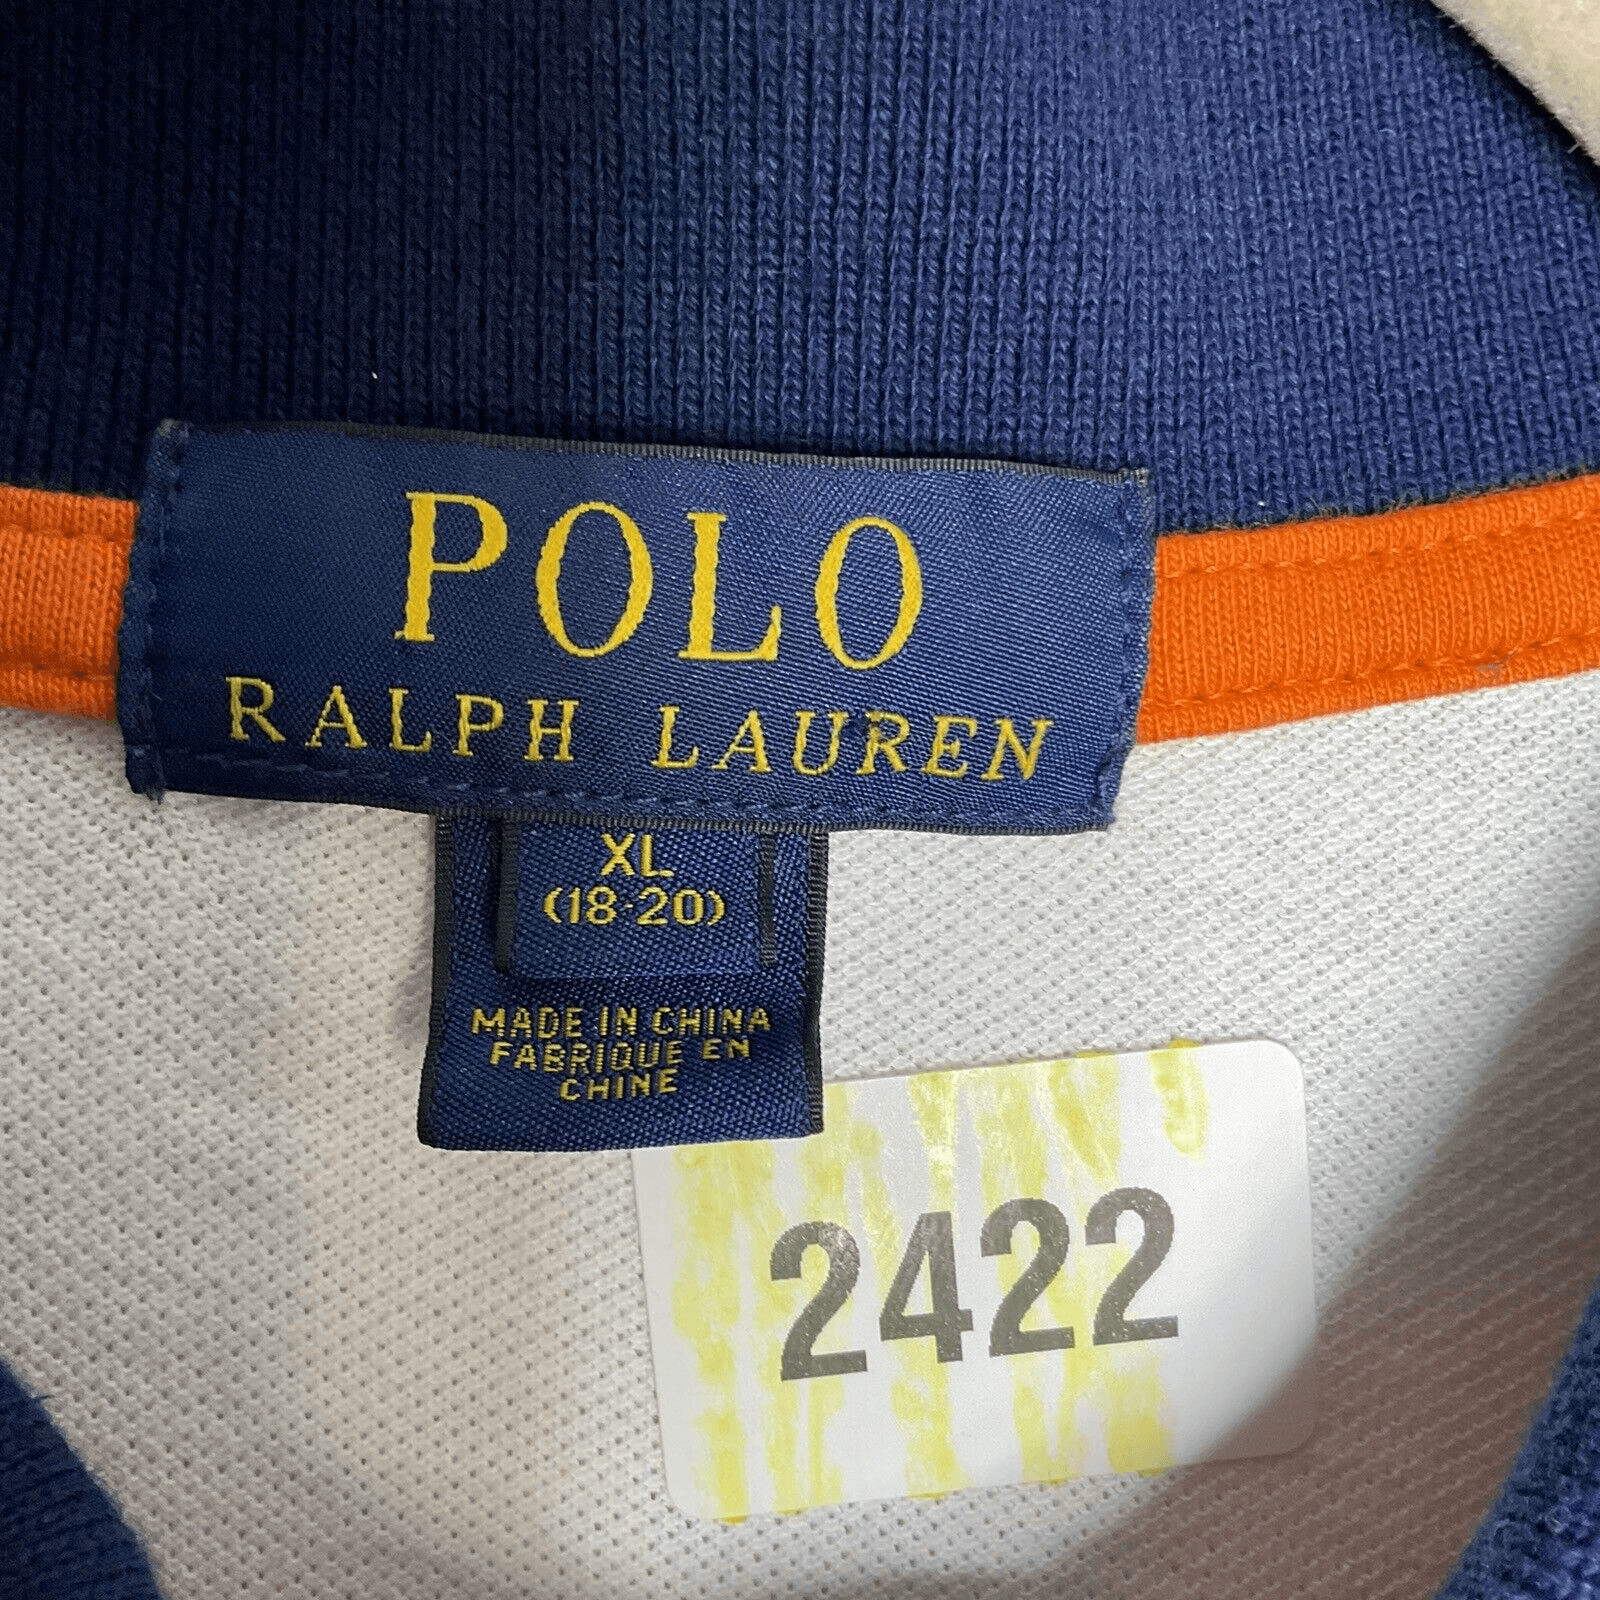 POLO
RALPH LAUREN
XL
(18-20)
MADE IN CHINA
FABRIQUE EN
CHINE
2422